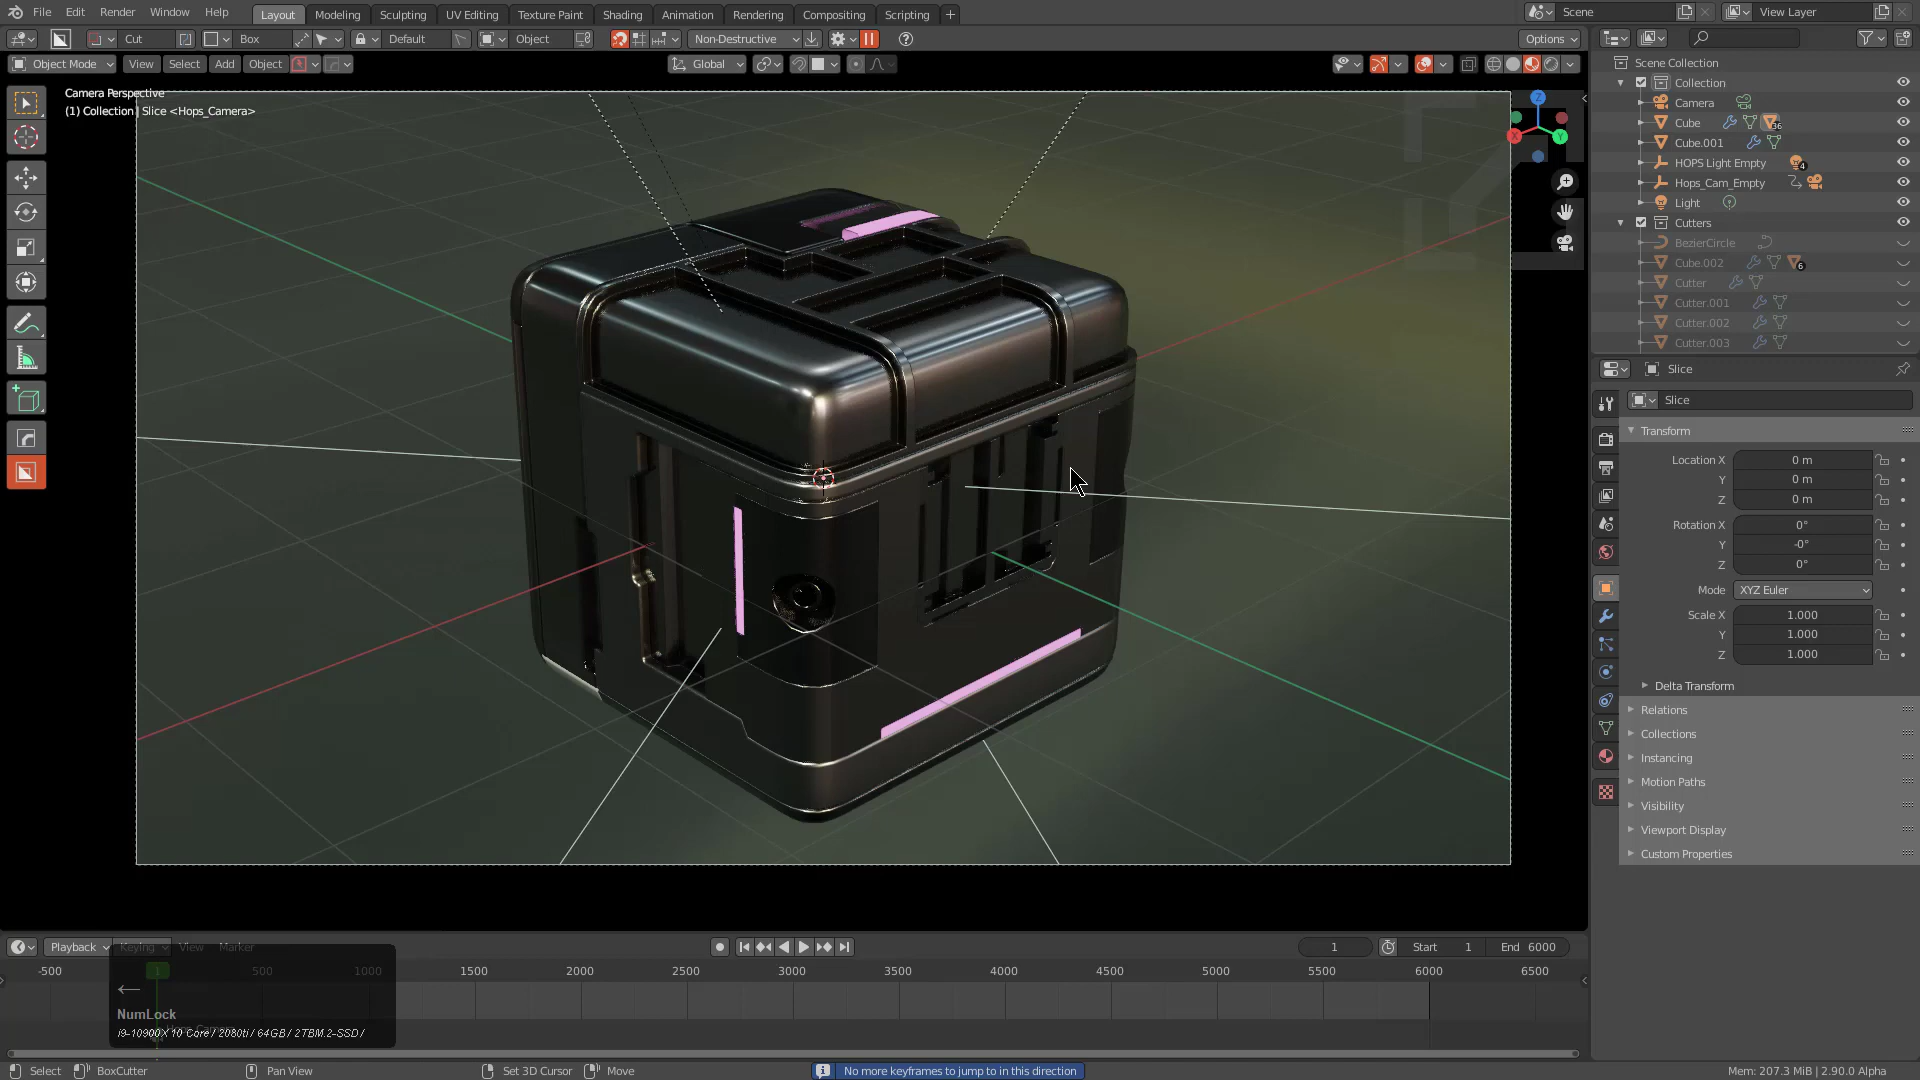 File Edit Render Window Help Layout Modeling Sculpting UV Editing Texture Paint Shading Animation Rendering Compositing Scripting + Scene View Layer
Cut Box Default Object Non-Destructive Options
Object Mode View Select Add Object Global
Camera Perspective
(1) Collection | Slice <Hops_Camera>
Z
X
Y
Scene Collection
Collection
Camera
Cube 36
Cube.001
HOPS Light Empty 4
Hops_Cam_Empty
Light
Cutters
BezierCircle
Cube.002 6
Cutter
Cutter.001
Cutter.002
Cutter.003
Slice
Slice
Transform
Location X 0 m
Y 0 m
Z 0 m
Rotation X 0°
Y -0°
Z 0°
Mode XYZ Euler
Scale X 1.000
Y 1.000
Z 1.000
Delta Transform
Relations
Collections
Instancing
Motion Paths
Visibility
Viewport Display
Custom Properties
Playback Keying View Marker 1 Start 1 End 6000
-500 1 500 1000 1500 2000 2500 3000 3500 4000 4500 5000 5500 6000 6500
NumLock
i9-10900X 10 Core / 2080ti / 64GB / 2TBM.2-SSD /
Select BoxCutter Pan View Set 3D Cursor Move No more keyframes to jump to in this direction Mem: 207.3 MiB | 2.90.0 Alpha